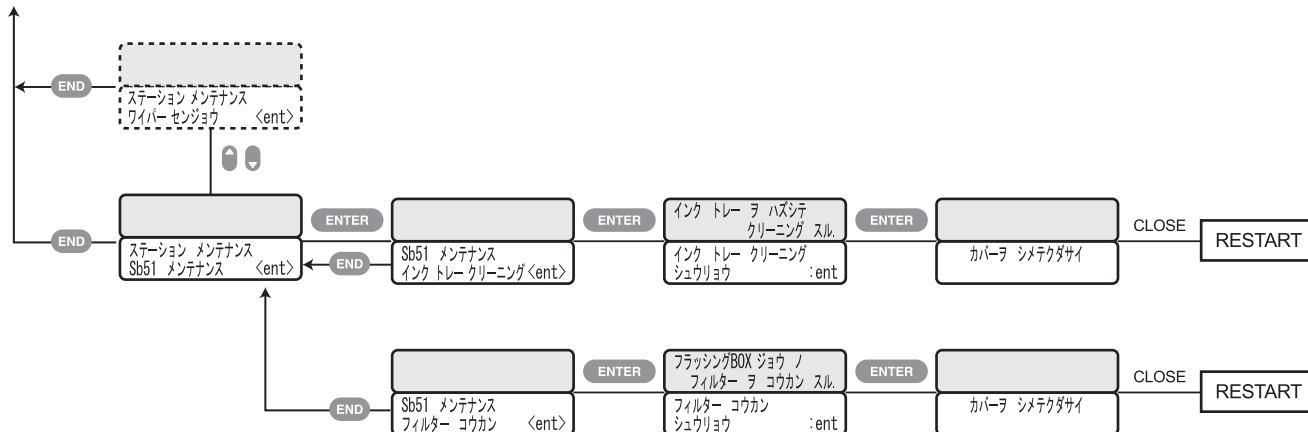 END
ステーション メンテナンス
ワイパー センジョウ <ent>
END
ステーション メンテナンス
Sb51 メンテナンス <ent>
ENTER
END
Sb51 メンテナンス
インク トレー クリーニング<ent>
ENTER
インク トレー ヲ ハズシテ
クリーニング スル.
インク トレー クリーニング
シュウリョウ :ent
ENTER
カバーヲ シメテクダサイ
CLOSE
RESTART
END
Sb51 メンテナンス
フィルター コウカン <ent>
ENTER
フラッシングBOX ジョウ ノ
フィルター ヲ コウカン スル.
フィルター コウカン
シュウリョウ :ent
ENTER
カバーヲ シメテクダサイ
CLOSE
RESTART